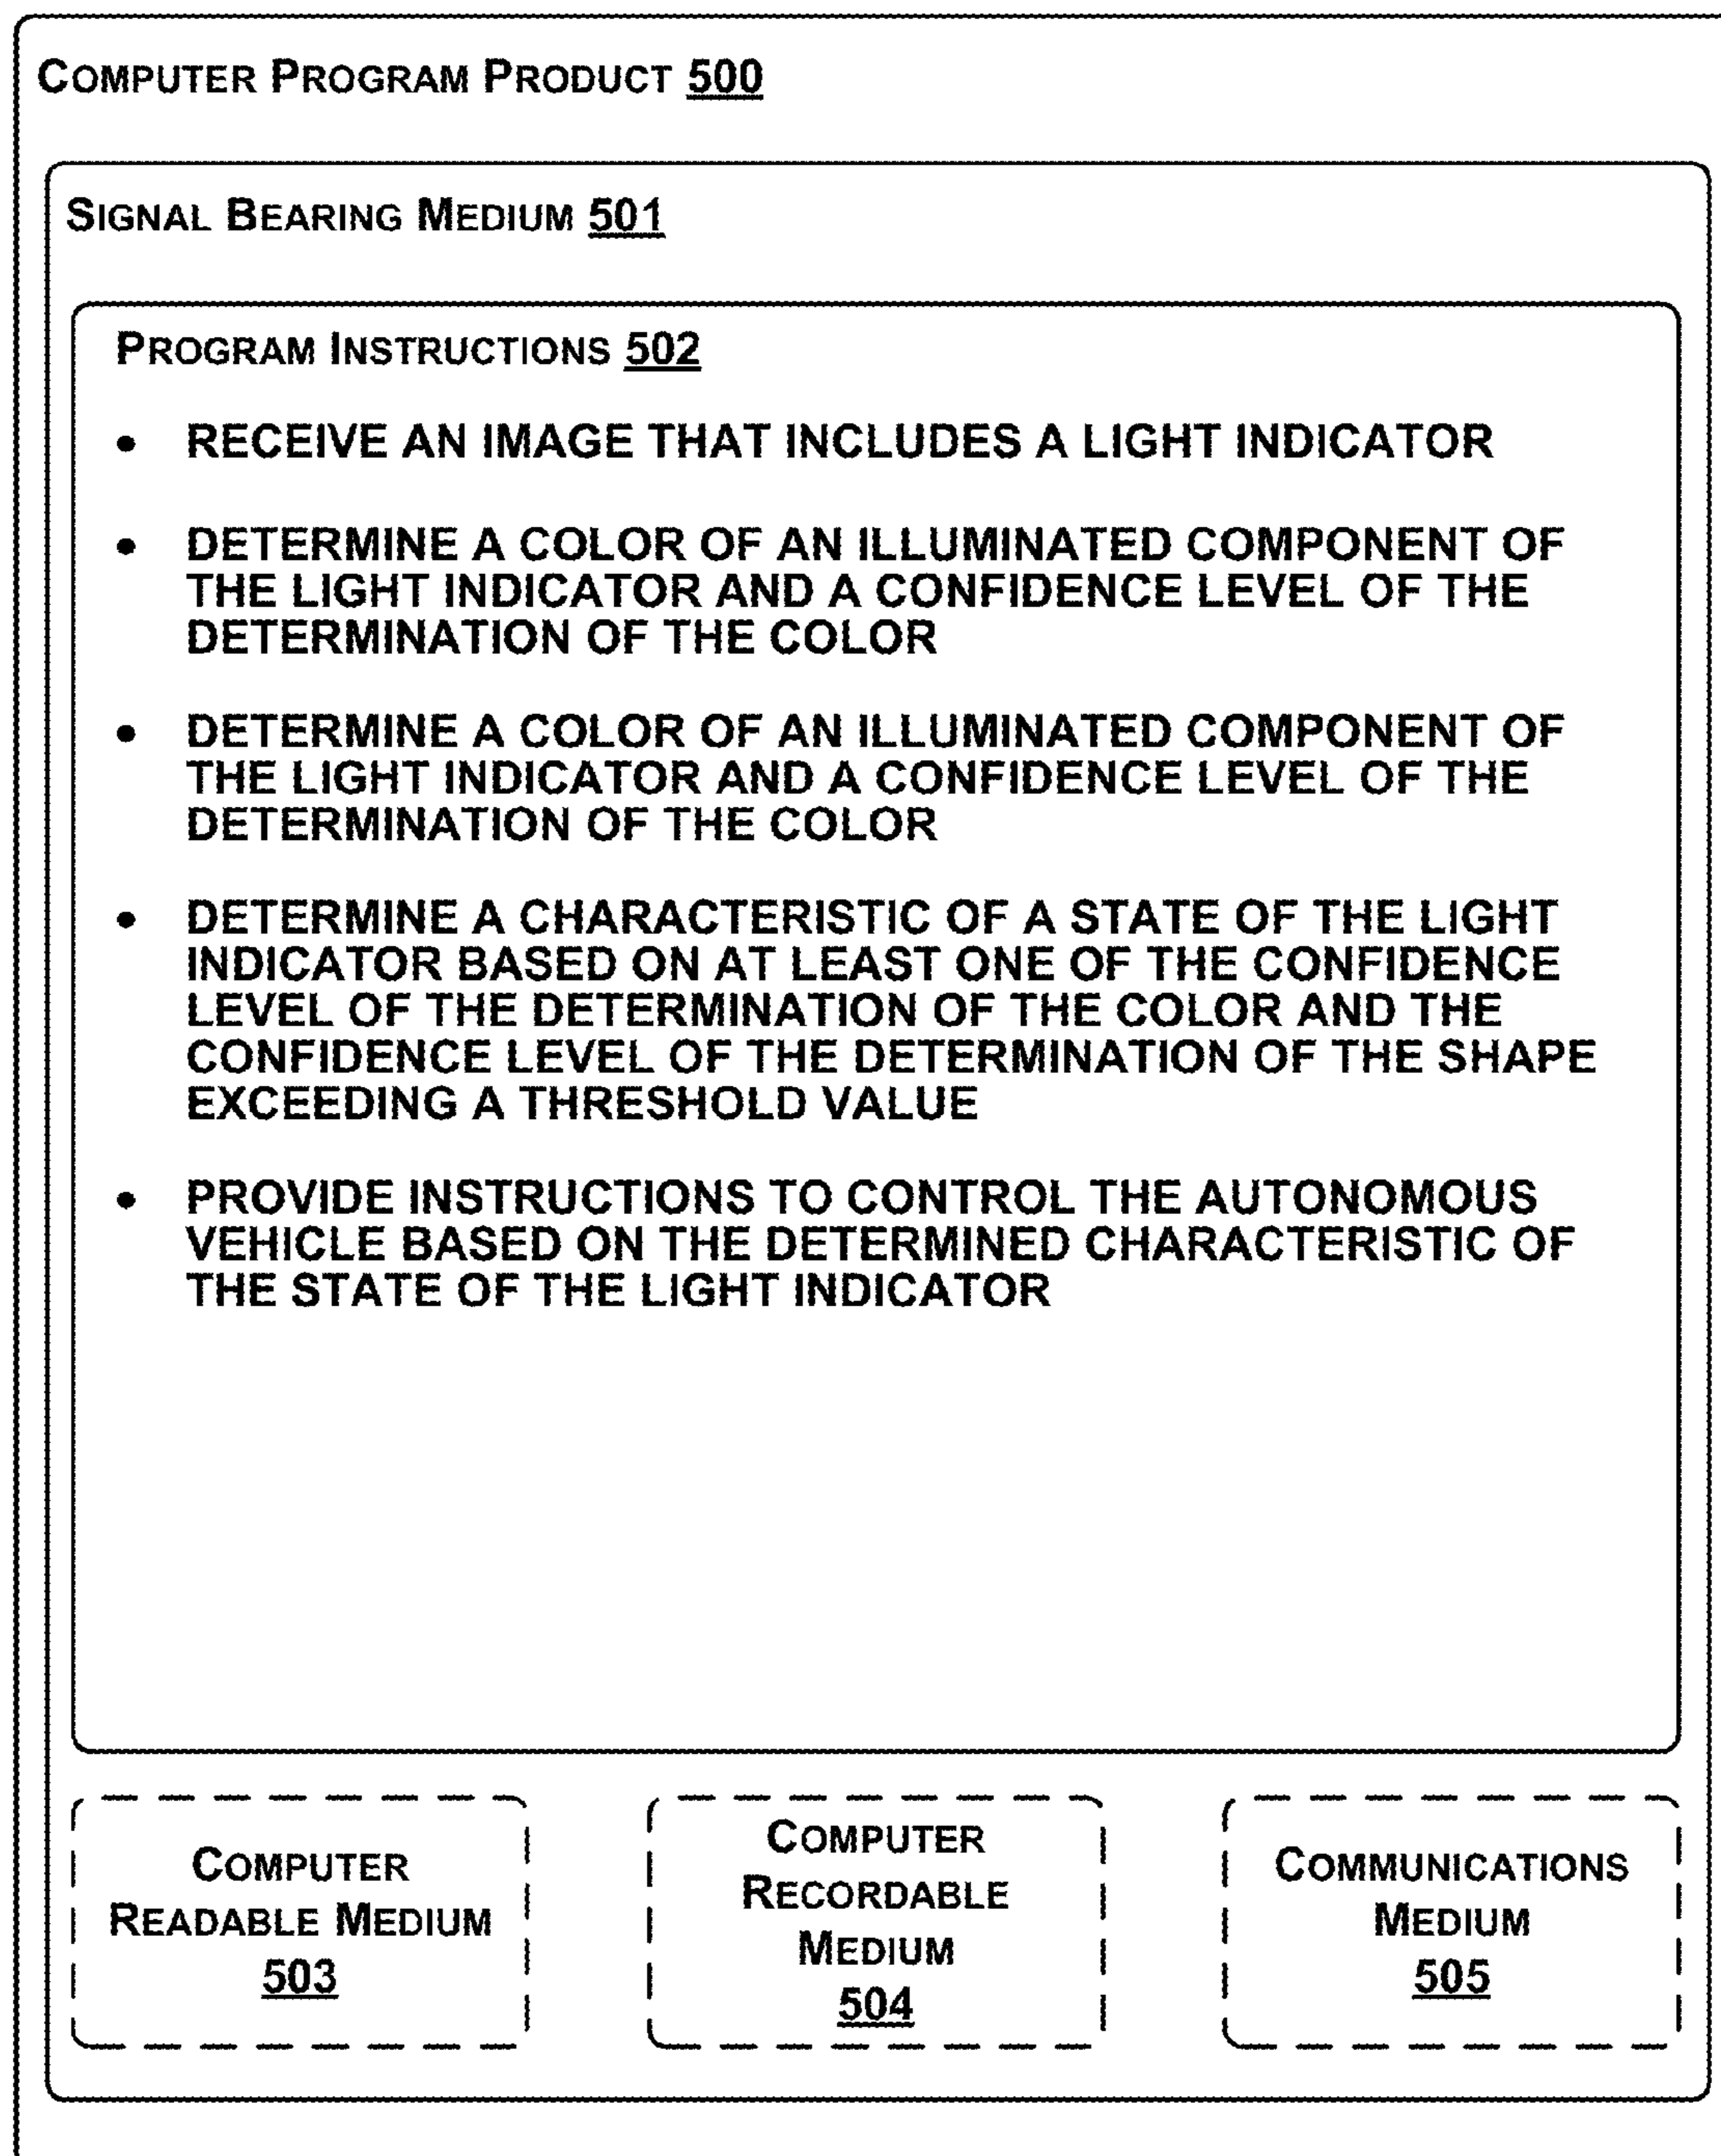 COMPUTER PROGRAM PRODUCT 500
SIGNAL BEARING MEDIUM 501
PROGRAM INSTRUCTIONS 502
• RECEIVE AN IMAGE THAT INCLUDES A LIGHT INDICATOR
• DETERMINE A COLOR OF AN ILLUMINATED COMPONENT OF
THE LIGHT INDICATOR AND A CONFIDENCE LEVEL OF THE
DETERMINATION OF THE COLOR
• DETERMINE A COLOR OF AN ILLUMINATED COMPONENT OF
THE LIGHT INDICATOR AND A CONFIDENCE LEVEL OF THE
DETERMINATION OF THE COLOR
• DETERMINE A CHARACTERISTIC OF A STATE OF THE LIGHT
INDICATOR BASED ON AT LEAST ONE OF THE CONFIDENCE
LEVEL OF THE DETERMINATION OF THE COLOR AND THE
CONFIDENCE LEVEL OF THE DETERMINATION OF THE SHAPE
EXCEEDING A THRESHOLD VALUE
• PROVIDE INSTRUCTIONS TO CONTROL THE AUTONOMOUS
VEHICLE BASED ON THE DETERMINED CHARACTERISTIC OF
THE STATE OF THE LIGHT INDICATOR
COMPUTER
READABLE MEDIUM
503
COMPUTER
RECORDABLE
MEDIUM
504
COMMUNICATIONS
MEDIUM
505